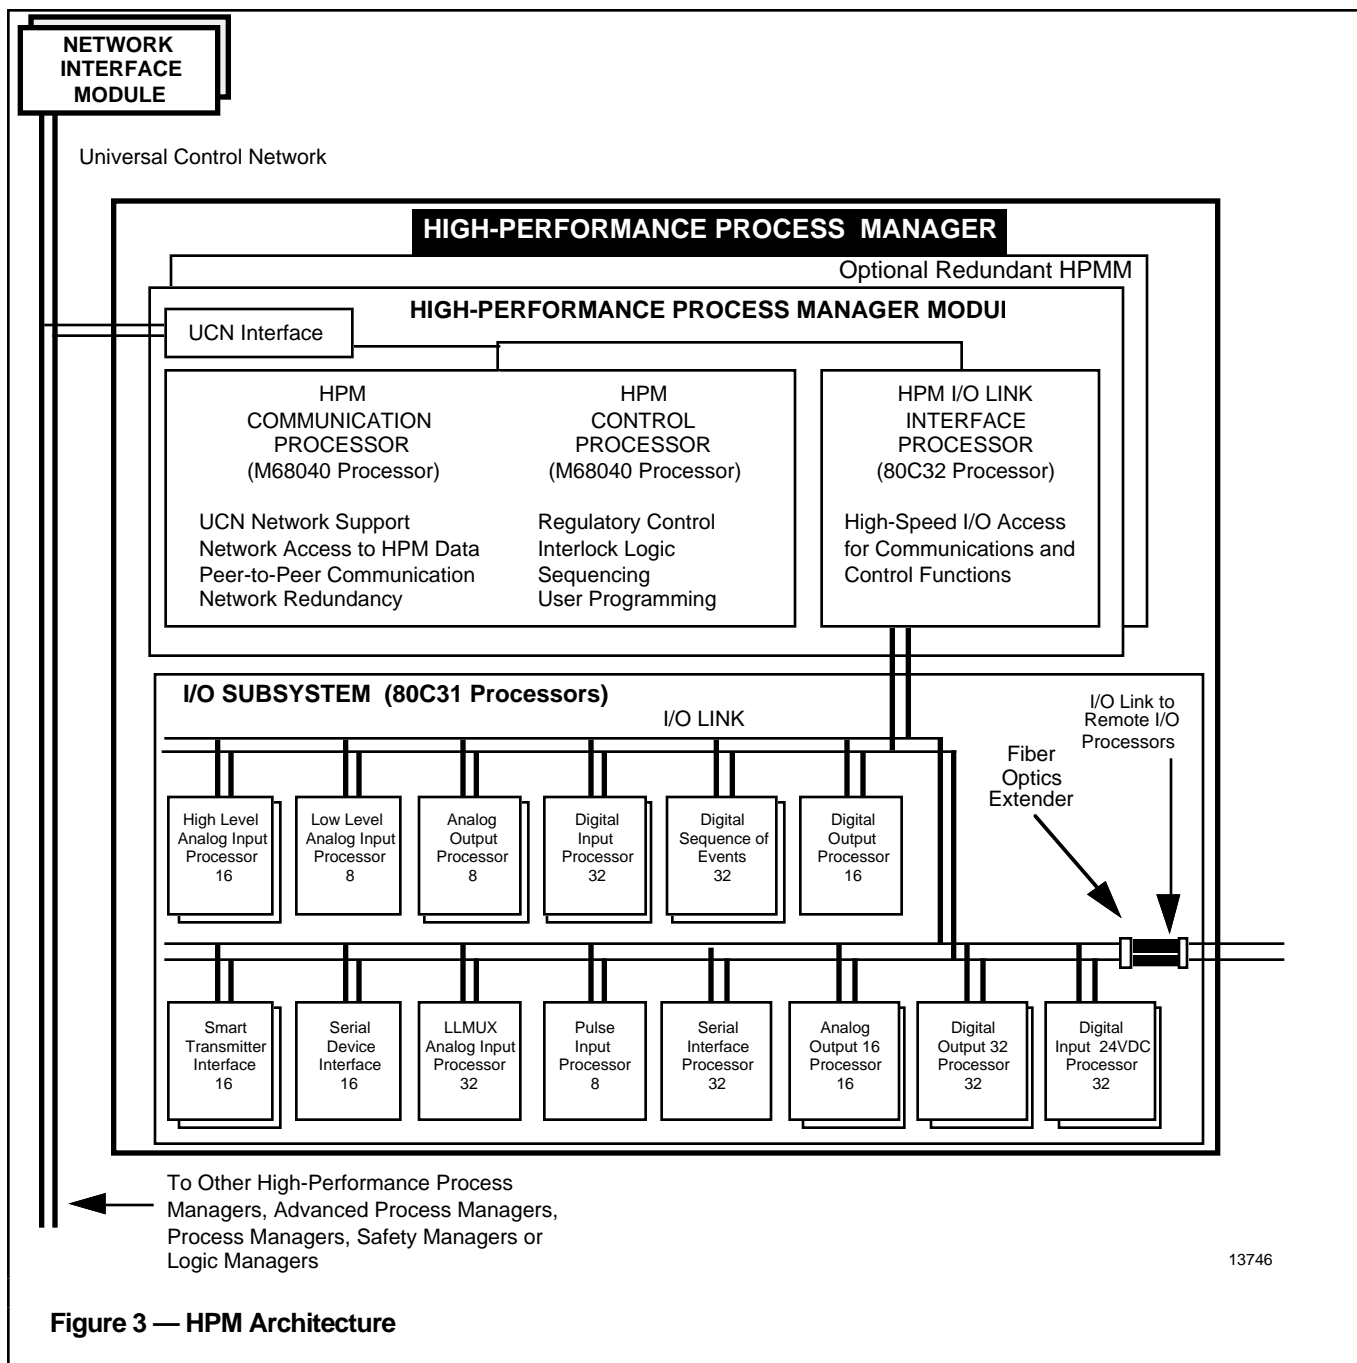 NETWORK
INTERFACE
MODULE
Universal Control Network
HIGH-PERFORMANCE PROCESS MANAGER
Optional Redundant HPMM
HIGH-PERFORMANCE PROCESS MANAGER MODUI
UCN Interface
HPM
COMMUNICATION
PROCESSOR
(M68040 Processor)
UCN Network Support
Network Access to HPM Data
Peer-to-Peer Communication
Network Redundancy
HPM
CONTROL
PROCESSOR
(M68040 Processor)
Regulatory Control
Interlock Logic
Sequencing
User Programming
HPM I/O LINK
INTERFACE
PROCESSOR
(80C32 Processor)
High-Speed I/O Access
for Communications and
Control Functions
I/O SUBSYSTEM (80C31 Processors)
I/O LINK
I/O Link to
Remote I/O
Processors
Fiber
Optics
Extender
High Level
Analog Input
Processor
16
Low Level
Analog Input
Processor
8
Analog
Output
Processor
8
Digital
Input
Processor
32
Digital
Sequence of
Events
32
Digital
Output
Processor
16
Smart
Transmitter
Interface
16
Serial
Device
Interface
16
LLMUX
Analog Input
Processor
32
Pulse
Input
Processor
8
Serial
Interface
Processor
32
Analog
Output 16
Processor
16
Digital
Output 32
Processor
32
Digital
Input 24VDC
Processor
32
To Other High-Performance Process
Managers, Advanced Process Managers,
Process Managers, Safety Managers or
Logic Managers
13746
Figure 3 — HPM Architecture